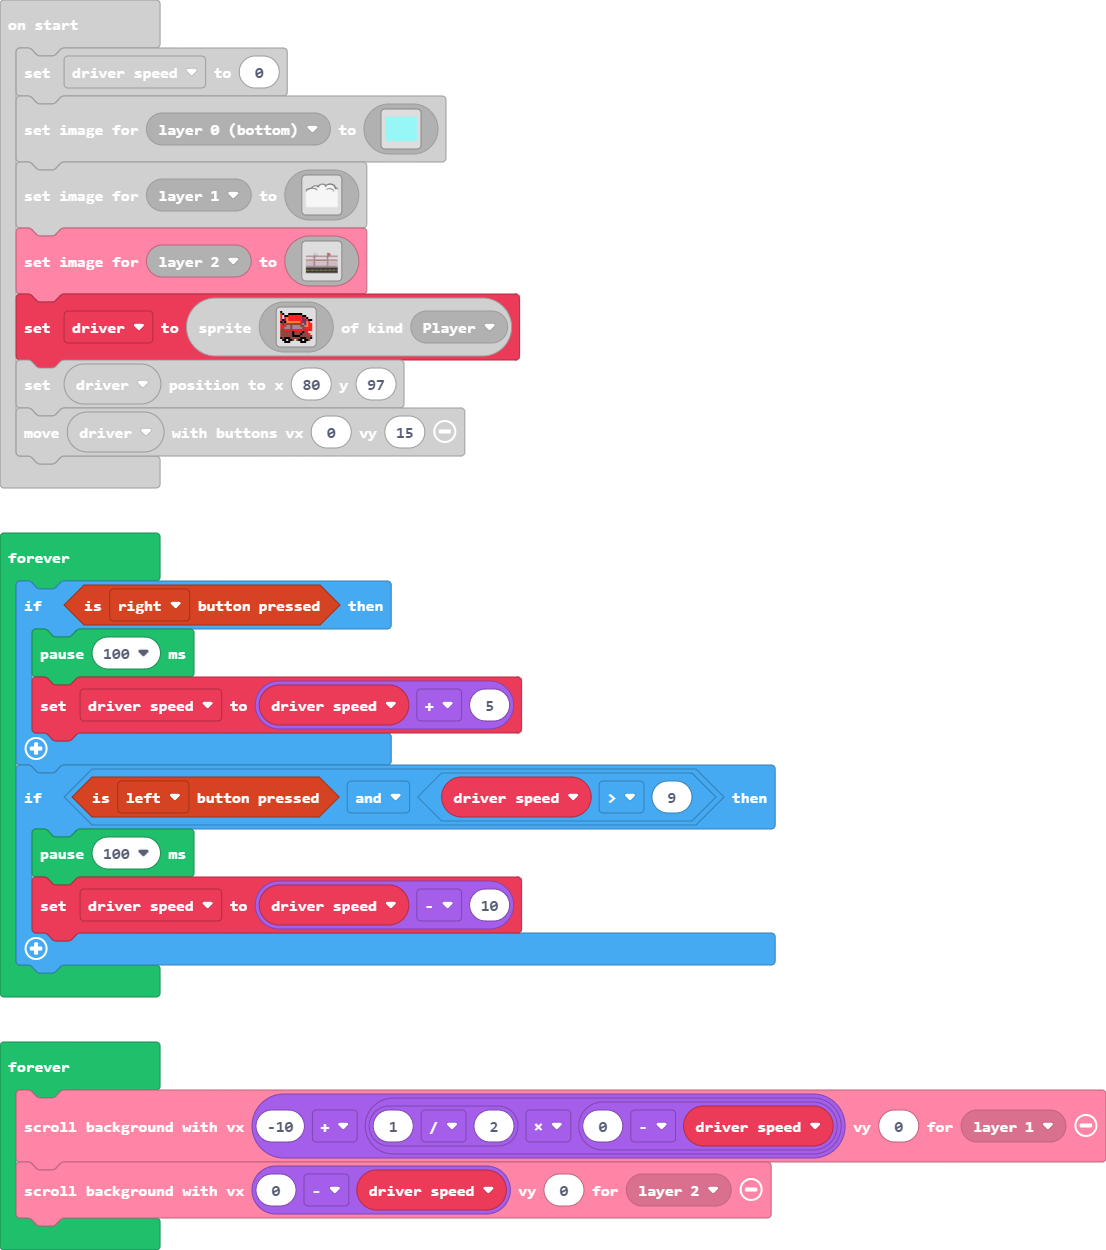 on start
set driver speed to 0
set image for layer 0 (bottom) to
set image for layer 1 to
set image for layer 2 to
set driver to sprite of kind Player
set driver position to x 80 y 97
move driver with buttons vx 0 vy 15
forever
if is right button pressed then
pause 100 ms
set driver speed to driver speed + 5
if is left button pressed and driver speed > 9 then
pause 100 ms
set driver speed to driver speed - 10
forever
scroll background with vx -10 + 1 / 2 × 0 - driver speed vy 0 for layer 1
scroll background with vx 0 - driver speed vy 0 for layer 2